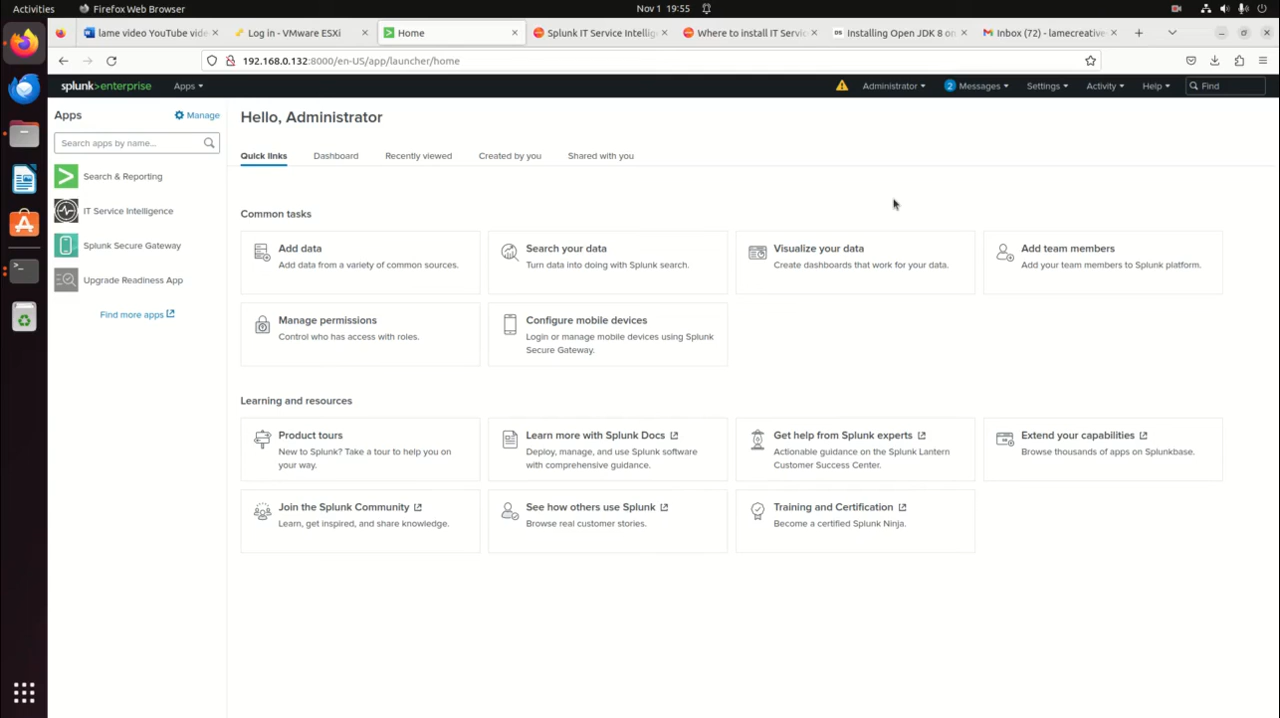 Activities
Firefox Web Browser
Nov 1 19:55
lame video YouTube vide
Log in - VMware ESXi
Home
Splunk IT Service Intellige
Where to install IT Servic
Installing Open JDK 8 on
Inbox (72) - lamecreative
192.168.0.132:8000/en-US/app/launcher/home
splunk>enterprise
Apps
Administrator
2 Messages
Settings
Activity
Help
Find
Apps
Manage
Search apps by name...
Search & Reporting
IT Service Intelligence
Splunk Secure Gateway
Upgrade Readiness App
Find more apps
Hello, Administrator
Quick links
Dashboard
Recently viewed
Created by you
Shared with you
Common tasks
Add data
Add data from a variety of common sources.
Search your data
Turn data into doing with Splunk search.
Visualize your data
Create dashboards that work for your data.
Add team members
Add your team members to Splunk platform.
Manage permissions
Control who has access with roles.
Configure mobile devices
Login or manage mobile devices using Splunk
Secure Gateway.
Learning and resources
Product tours
New to Splunk? Take a tour to help you on
your way.
Learn more with Splunk Docs
Deploy, manage, and use Splunk software
with comprehensive guidance.
Get help from Splunk experts
Actionable guidance on the Splunk Lantern
Customer Success Center.
Extend your capabilities
Browse thousands of apps on Splunkbase.
Join the Splunk Community
Learn, get inspired, and share knowledge.
See how others use Splunk
Browse real customer stories.
Training and Certification
Become a certified Splunk Ninja.